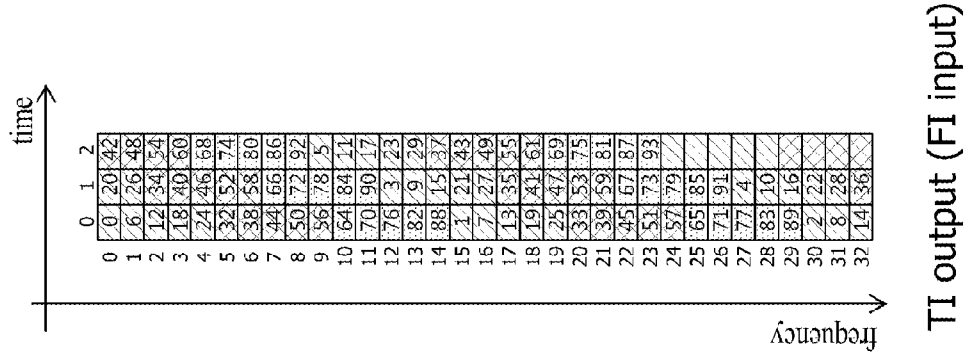 time
0 1 2
0 0 20 42
1 6 26 48
2 12 34 54
3 18 40 60
4 24 46 68
5 32 52 74
6 38 58 80
7 44 66 86
8 50 72 92
9 56 78 5
10 64 84 11
11 70 90 17
12 76 3 23
13 82 9 29
14 88 15 37
15 1 21 43
16 7 27 49
17 13 35 55
18 19 41 61
19 25 47 69
20 33 53 75
21 39 59 81
22 45 67 87
23 51 73 93
24 57 79
25 65 85
26 71 91
27 77 4
28 83 10
29 89 16
30 2 22
31 8 28
32 14 36
frequency
TI output (FI input)